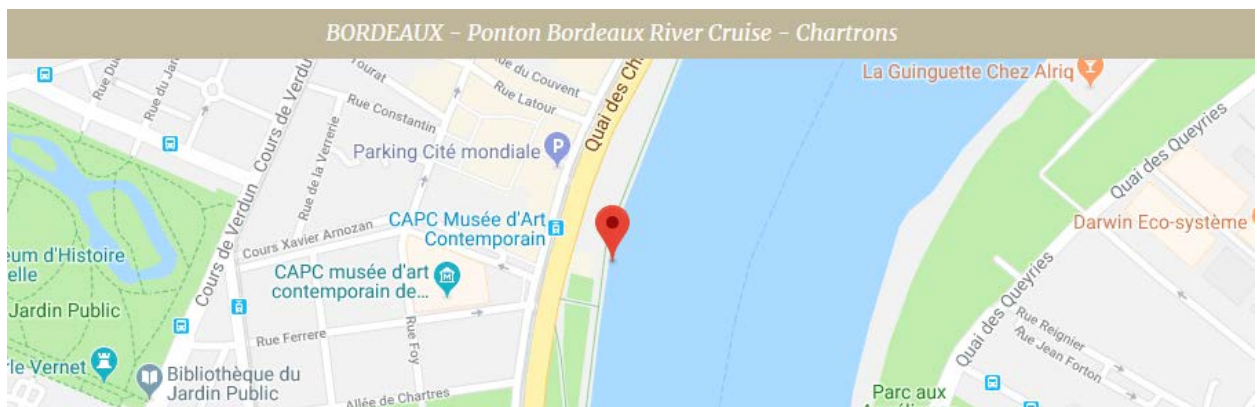 BORDEAUX – Ponton Bordeaux River Cruise – Chartrons
Rue du Couvent
Rue Latour
Rue Constantin
Quai des Cha
La Guinguette Chez Alriq
Quai des Queyries
Cours de Verdun
Cours de Verdun
Rue de la Verrerie
Parking Cité mondiale
P
CAPC Musée d'Art
Contemporain
Cours Xavier Arnozan
CAPC musée d'art
contemporain de...
Darwin Eco-système
eum d'Histoire
elle
Jardin Public
Rue Ferrere
Rue Foy
Quai des Queyries
Rue Reignier
Rue Jean Forton
rle Vernet
Bibliothèque du
Jardin Public
Allée de Chartres
Parc aux